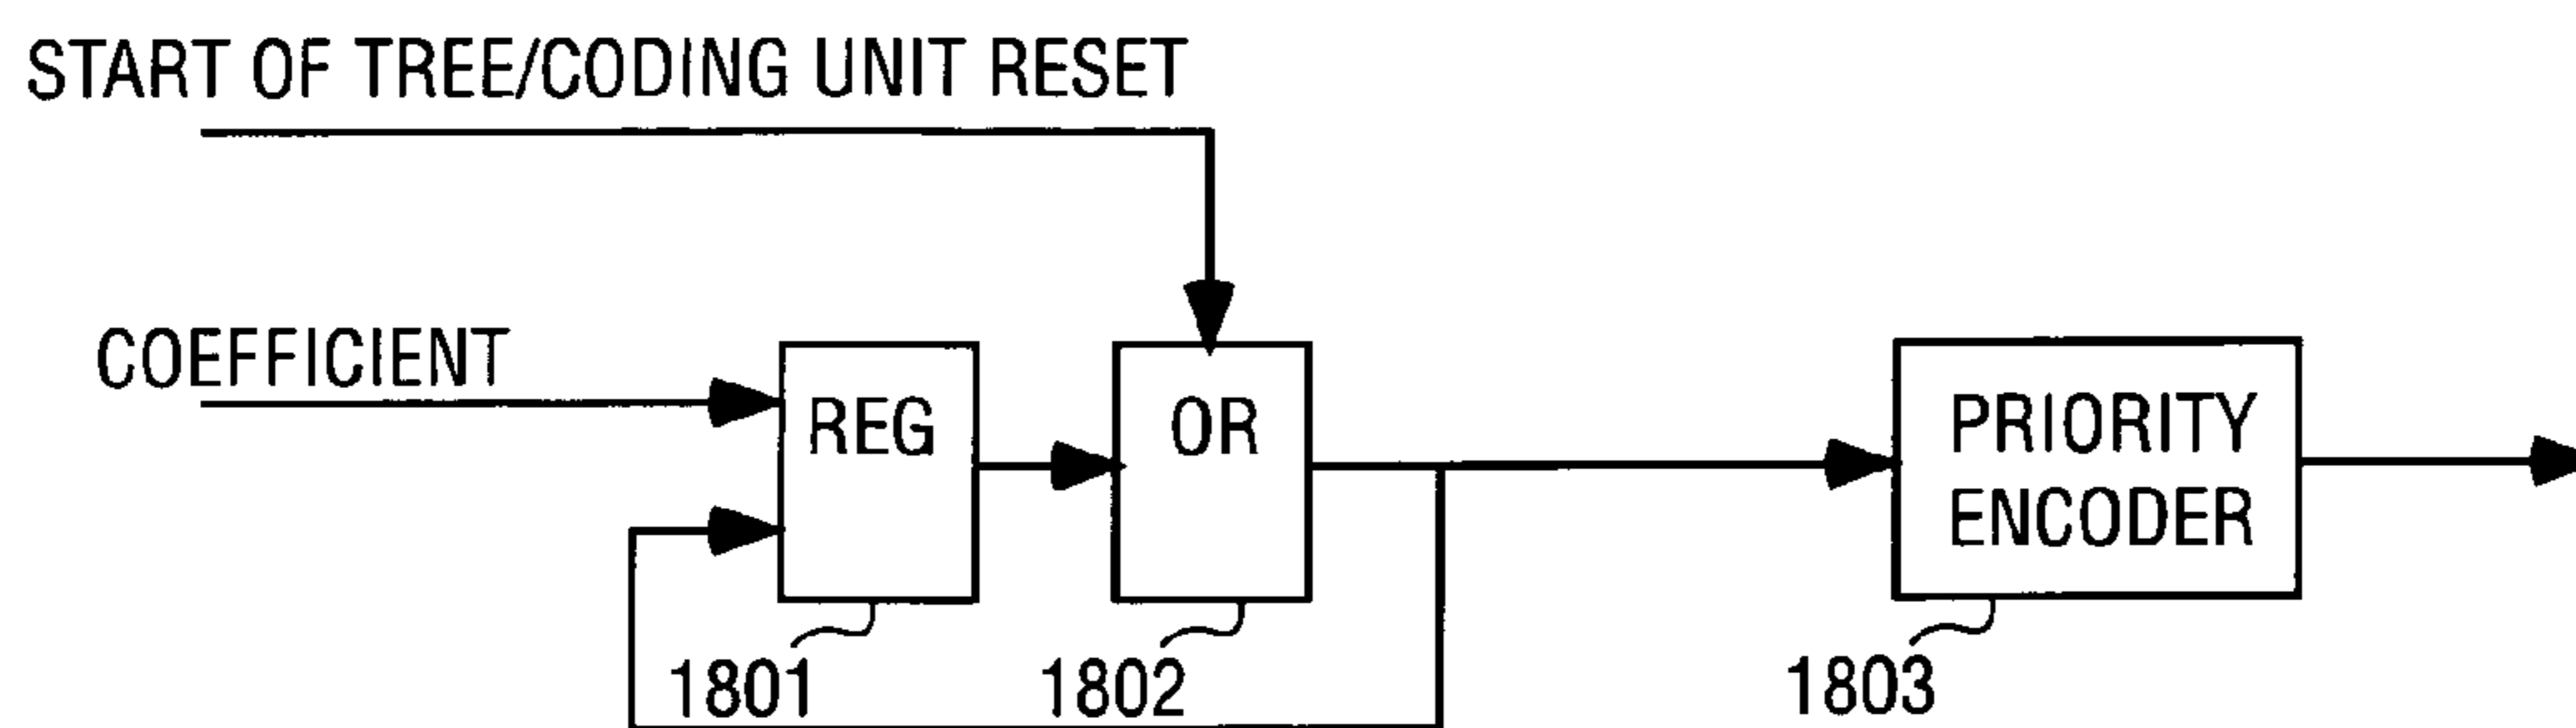 START OF TREE/CODING UNIT RESET
COEFFICIENT
REG
OR
PRIORITY
ENCODER
1801
1802
1803